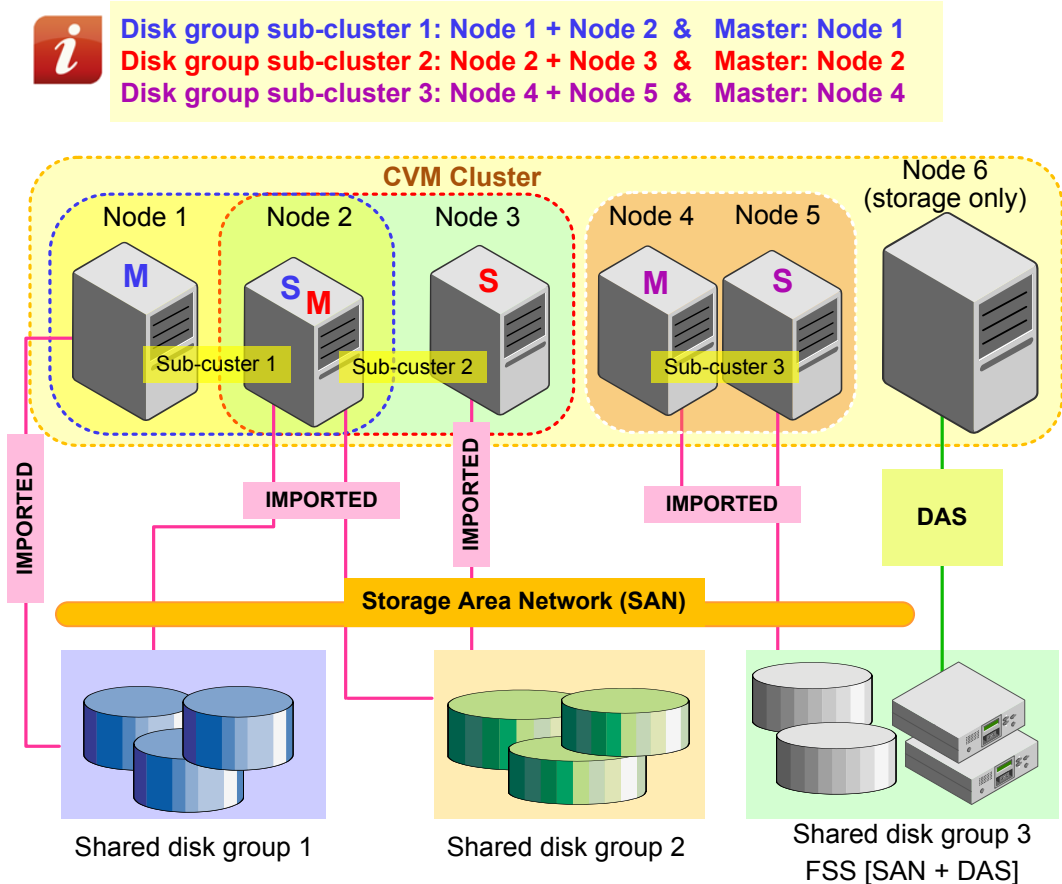 i
Disk group sub-cluster 1: Node 1 + Node 2 & Master: Node 1
Disk group sub-cluster 2: Node 2 + Node 3 & Master: Node 2
Disk group sub-cluster 3: Node 4 + Node 5 & Master: Node 4
CVM Cluster
Node 6
(storage only)
Node 1
Node 2
Node 3
Node 4
Node 5
M
S
M
S
M
S
Sub-custer 1
Sub-custer 2
Sub-custer 3
IMPORTED
IMPORTED
IMPORTED
IMPORTED
DAS
Storage Area Network (SAN)
Shared disk group 1
Shared disk group 2
Shared disk group 3
FSS [SAN + DAS]